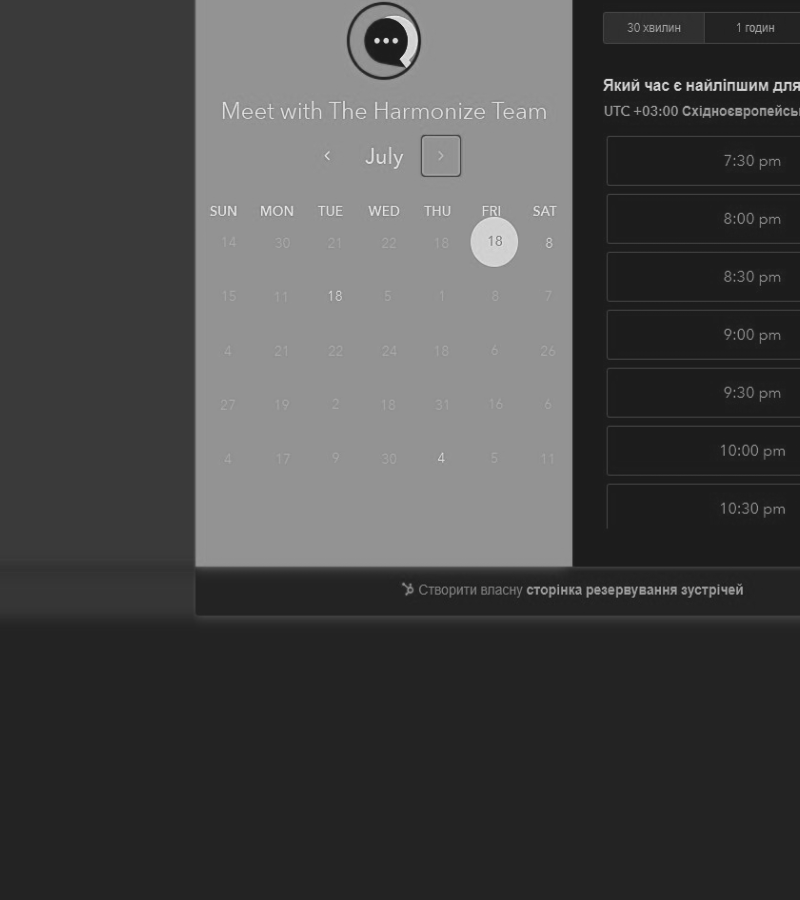 Meet with The Harmonize Team
July
SUN MON TUE WED THU FRI SAT
14 30 21 22 18 18 8
15 11 18 5 1 8 7
4 21 22 24 18 6 26
27 19 2 18 31 16 6
4 17 9 30 4 5 11
30 хвилин 1 годин
Який час є найліпшим для
UTC +03:00 Східноєвропейсь
7:30 pm
8:00 pm
8:30 pm
9:00 pm
9:30 pm
10:00 pm
10:30 pm
Створити власну сторінка резервування зустрічей